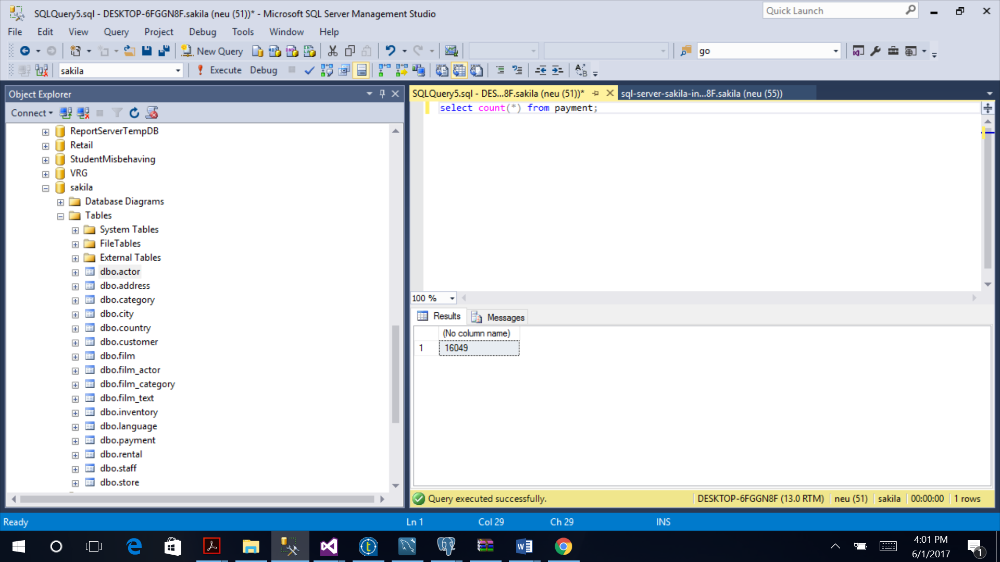 SQLQuery5.sql - DESKTOP-6FGGN8F.sakila (neu (51))* - Microsoft SQL Server Management Studio
Quick Launch
File Edit View Query Project Debug Tools Window Help
New Query
go
sakila
Execute Debug
Object Explorer
SQLQuery5.sql - DES...8F.sakila (neu (51))*
sql-server-sakila-in...8F.sakila (neu (55))
Connect
select count(*) from payment;
ReportServerTempDB
Retail
StudentMisbehaving
VRG
sakila
Database Diagrams
Tables
System Tables
FileTables
External Tables
dbo.actor
dbo.address
dbo.category
dbo.city
dbo.country
dbo.customer
dbo.film
dbo.film_actor
dbo.film_category
dbo.film_text
dbo.inventory
dbo.language
dbo.payment
dbo.rental
dbo.staff
dbo.store
100 %
Results Messages
(No column name)
1 16049
Query executed successfully.
DESKTOP-6FGGN8F (13.0 RTM) neu (51) sakila 00:00:00 1 rows
Ready Ln 1 Col 29 Ch 29 INS
4:01 PM
6/1/2017
1